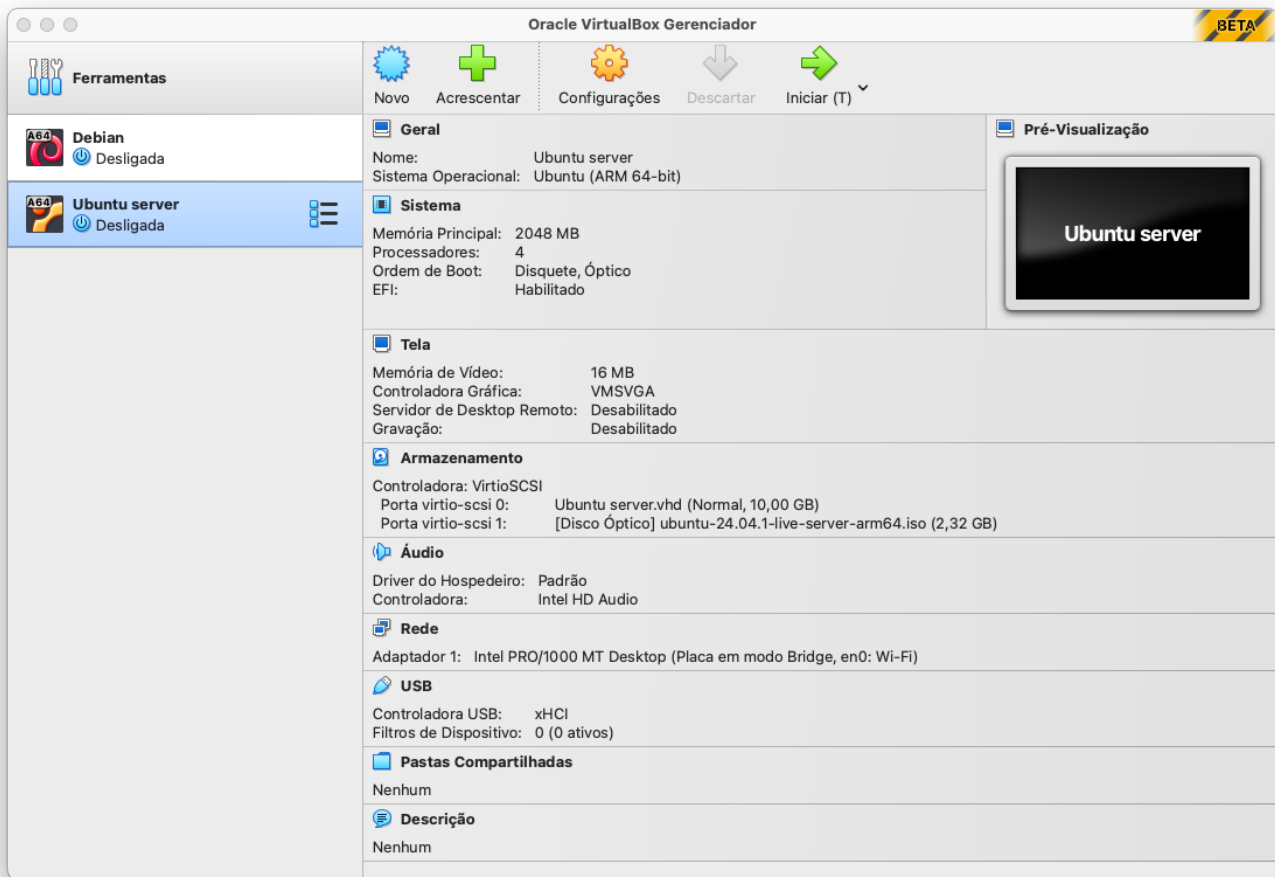 Oracle VirtualBox Gerenciador
BETA
Ferramentas
Novo
Acrescentar
Configurações
Descartar
Iniciar (T)
A64
Debian
Desligada
A64
Ubuntu server
Desligada
Geral
Nome: Ubuntu server
Sistema Operacional: Ubuntu (ARM 64-bit)
Pré-Visualização
Ubuntu server
Sistema
Memória Principal: 2048 MB
Processadores: 4
Ordem de Boot: Disquete, Óptico
EFI: Habilitado
Tela
Memória de Vídeo: 16 MB
Controladora Gráfica: VMSVGA
Servidor de Desktop Remoto: Desabilitado
Gravação: Desabilitado
Armazenamento
Controladora: VirtioSCSI
Porta virtio-scsi 0: Ubuntu server.vhd (Normal, 10,00 GB)
Porta virtio-scsi 1: [Disco Óptico] ubuntu-24.04.1-live-server-arm64.iso (2,32 GB)
Áudio
Driver do Hospedeiro: Padrão
Controladora: Intel HD Audio
Rede
Adaptador 1: Intel PRO/1000 MT Desktop (Placa em modo Bridge, en0: Wi-Fi)
USB
Controladora USB: xHCI
Filtros de Dispositivo: 0 (0 ativos)
Pastas Compartilhadas
Nenhum
Descrição
Nenhum